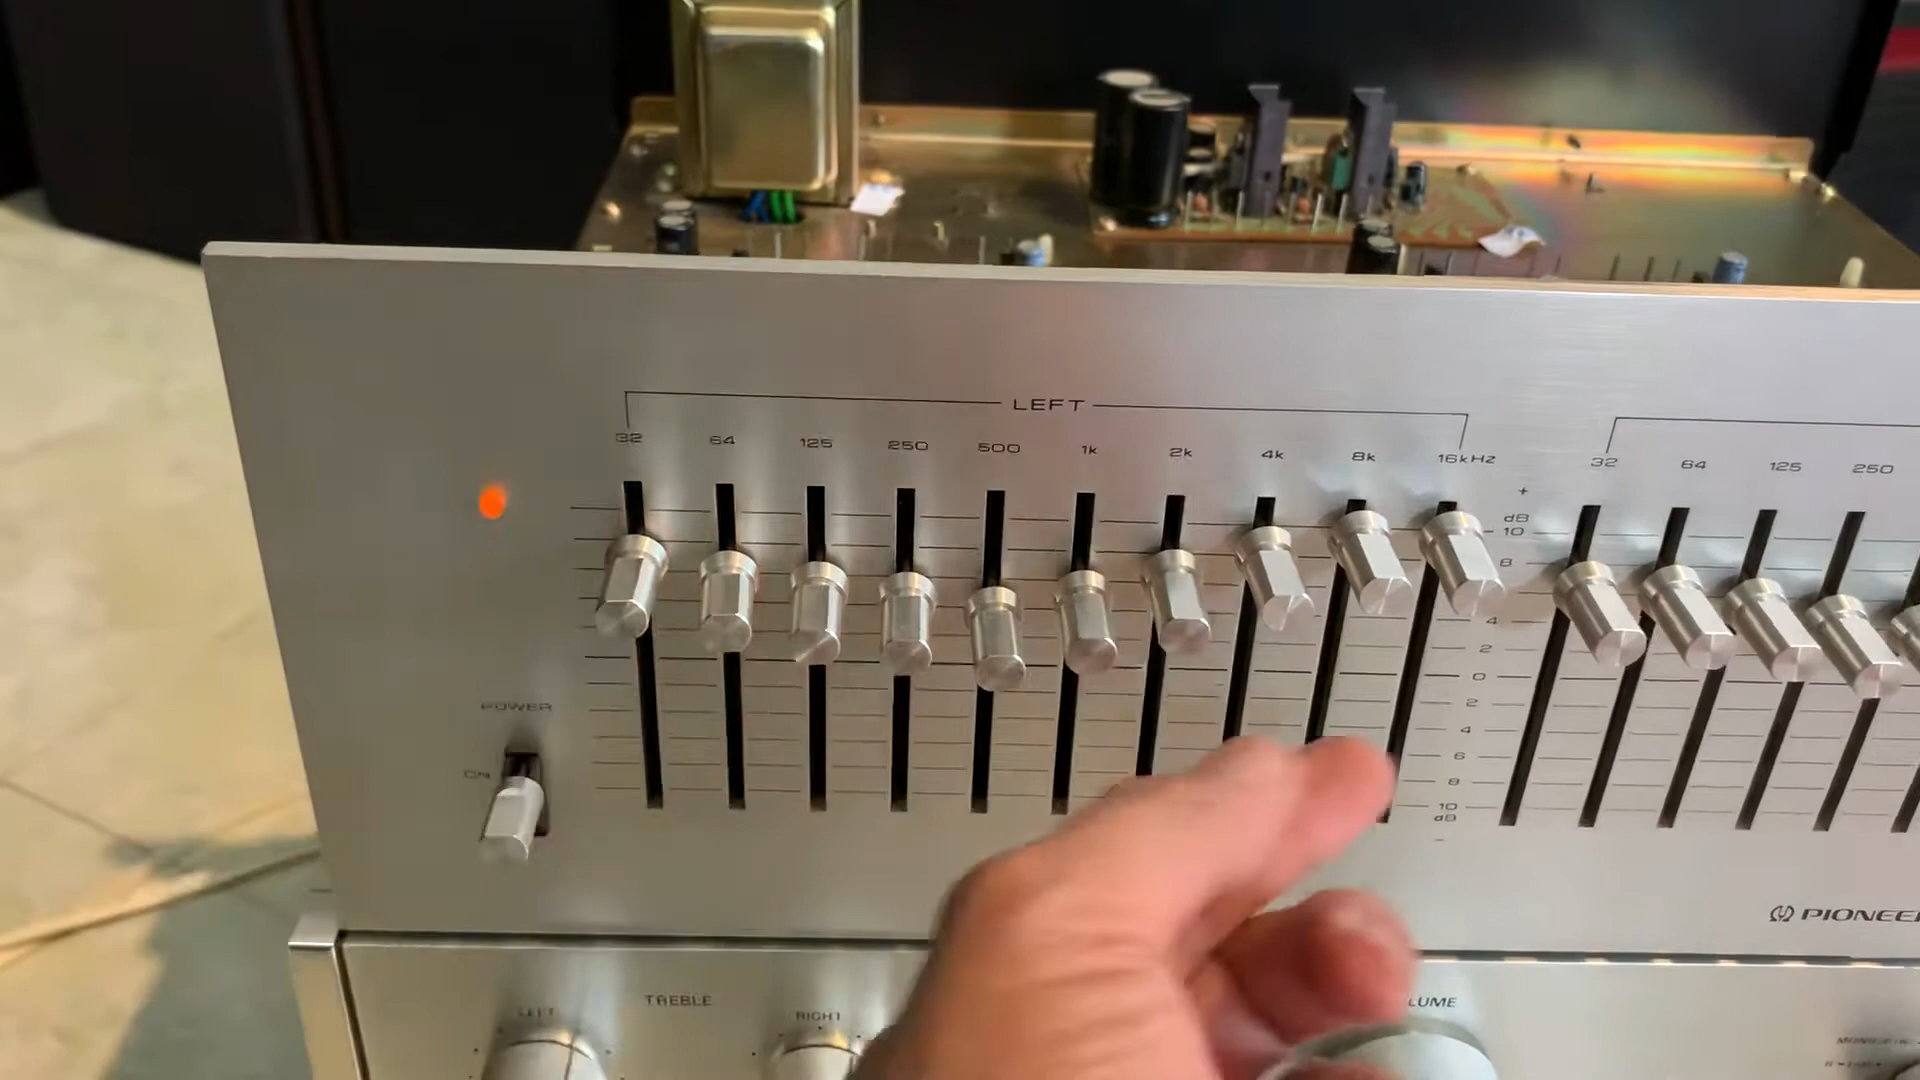 LEFT
32 64 125 250 500 1k 2k 4k 8k 16kHz
32 64 125 250
+
dB
10
8
4
2
0
2
4
6
8
10
dB
-
POWER
ON
PIONEE
TREBLE
LEFT
RIGHT
LUME